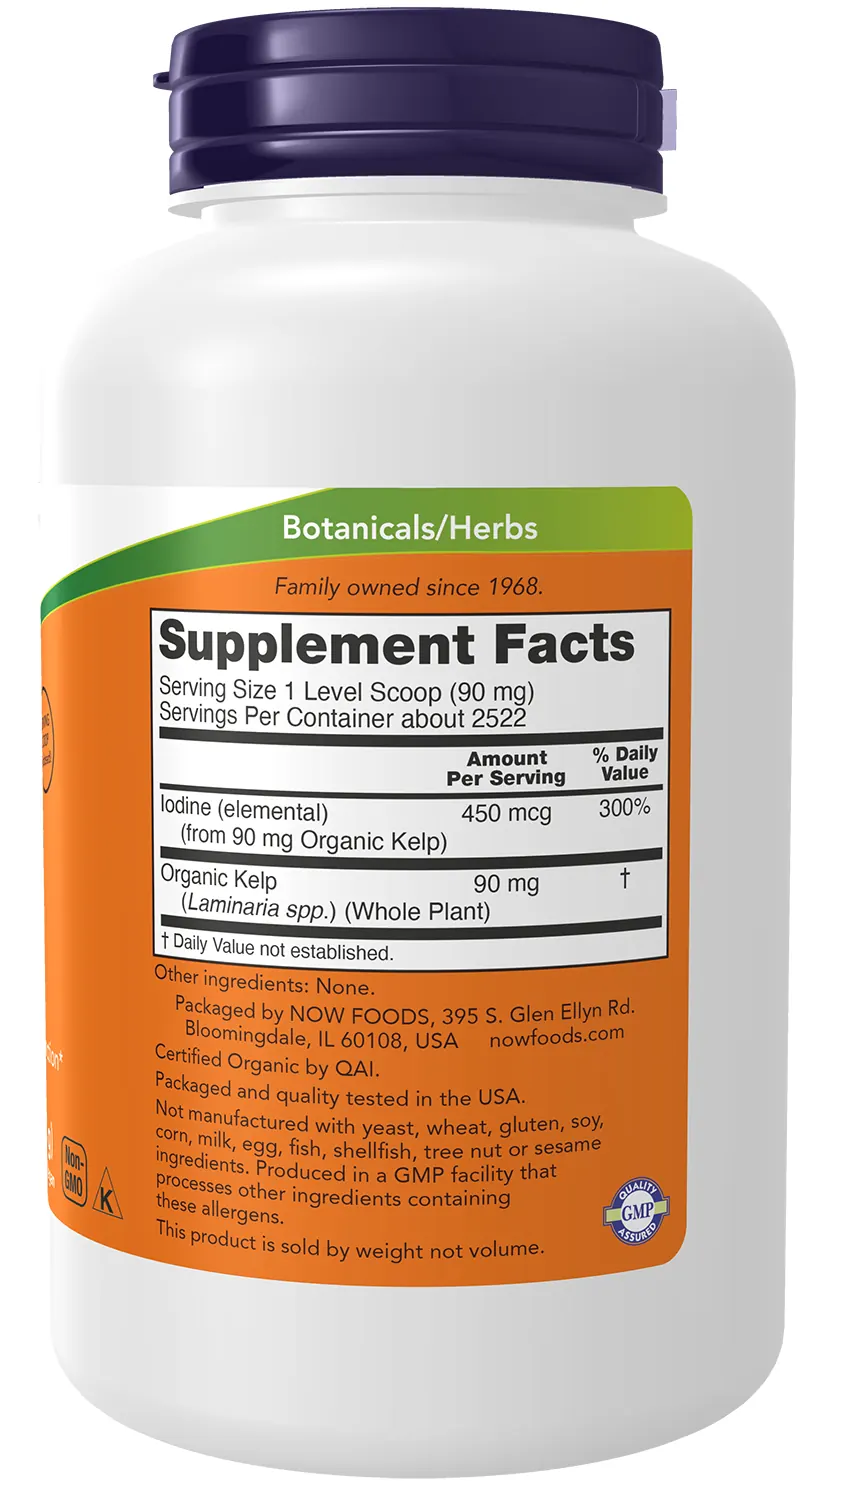 Botanicals/Herbs
Family owned since 1968.
Supplement Facts
Serving Size 1 Level Scoop (90 mg)
Servings Per Container about 2522
Amount
Per Serving
% Daily
Value
Iodine (elemental) 450 mcg 300%
(from 90 mg Organic Kelp)
Organic Kelp 90 mg †
(Laminaria spp.) (Whole Plant)
† Daily Value not established.
Other ingredients: None.
Packaged by NOW FOODS, 395 S. Glen Ellyn Rd.
Bloomingdale, IL 60108, USA nowfoods.com
Certified Organic by QAI.
Packaged and quality tested in the USA.
Not manufactured with yeast, wheat, gluten, soy,
corn, milk, egg, fish, shellfish, tree nut or sesame
ingredients. Produced in a GMP facility that
processes other ingredients containing
these allergens.
This product is sold by weight not volume.
Non-
GMO
K
QUALITY
GMP
ASSURED